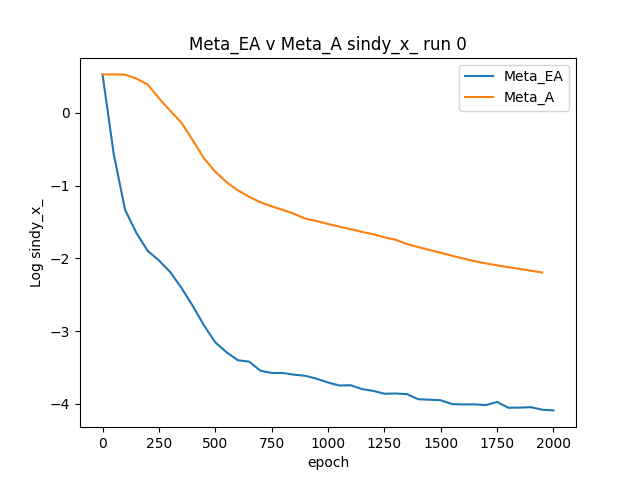 Meta_EA v Meta_A sindy_x_ run 0
Meta_EA
Meta_A
Log sindy_x_
0
−1
−2
−3
−4
0 250 500 750 1000 1250 1500 1750 2000
epoch